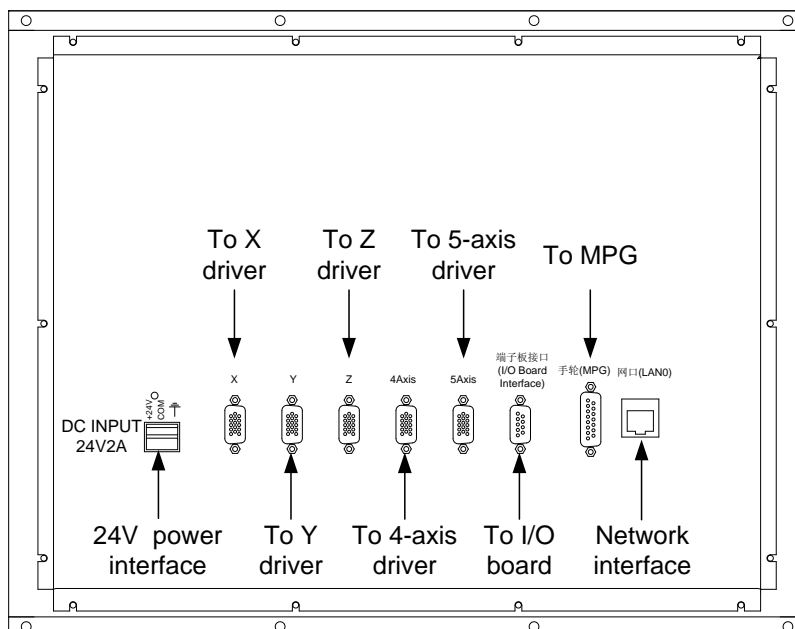 To X
driver
To Z
driver
To 5-axis
driver
To MPG
X
Y
Z
4Axis
5Axis
端子板接口
(I/O Board
Interface)
手轮(MPG)
网口(LAN0)
+24V
COM
DC INPUT
24V2A
24V power
interface
To Y
driver
To 4-axis
driver
To I/O
board
Network
interface